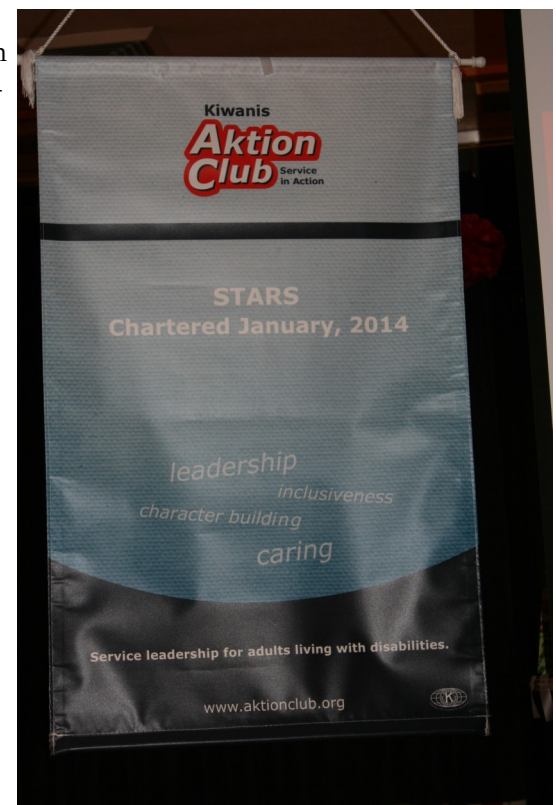 Kiwanis
Aktion
Club Service
in Action
STARS
Chartered January, 2014
leadership
inclusiveness
character building
caring
Service leadership for adults living with disabilities.
www.aktionclub.org
K